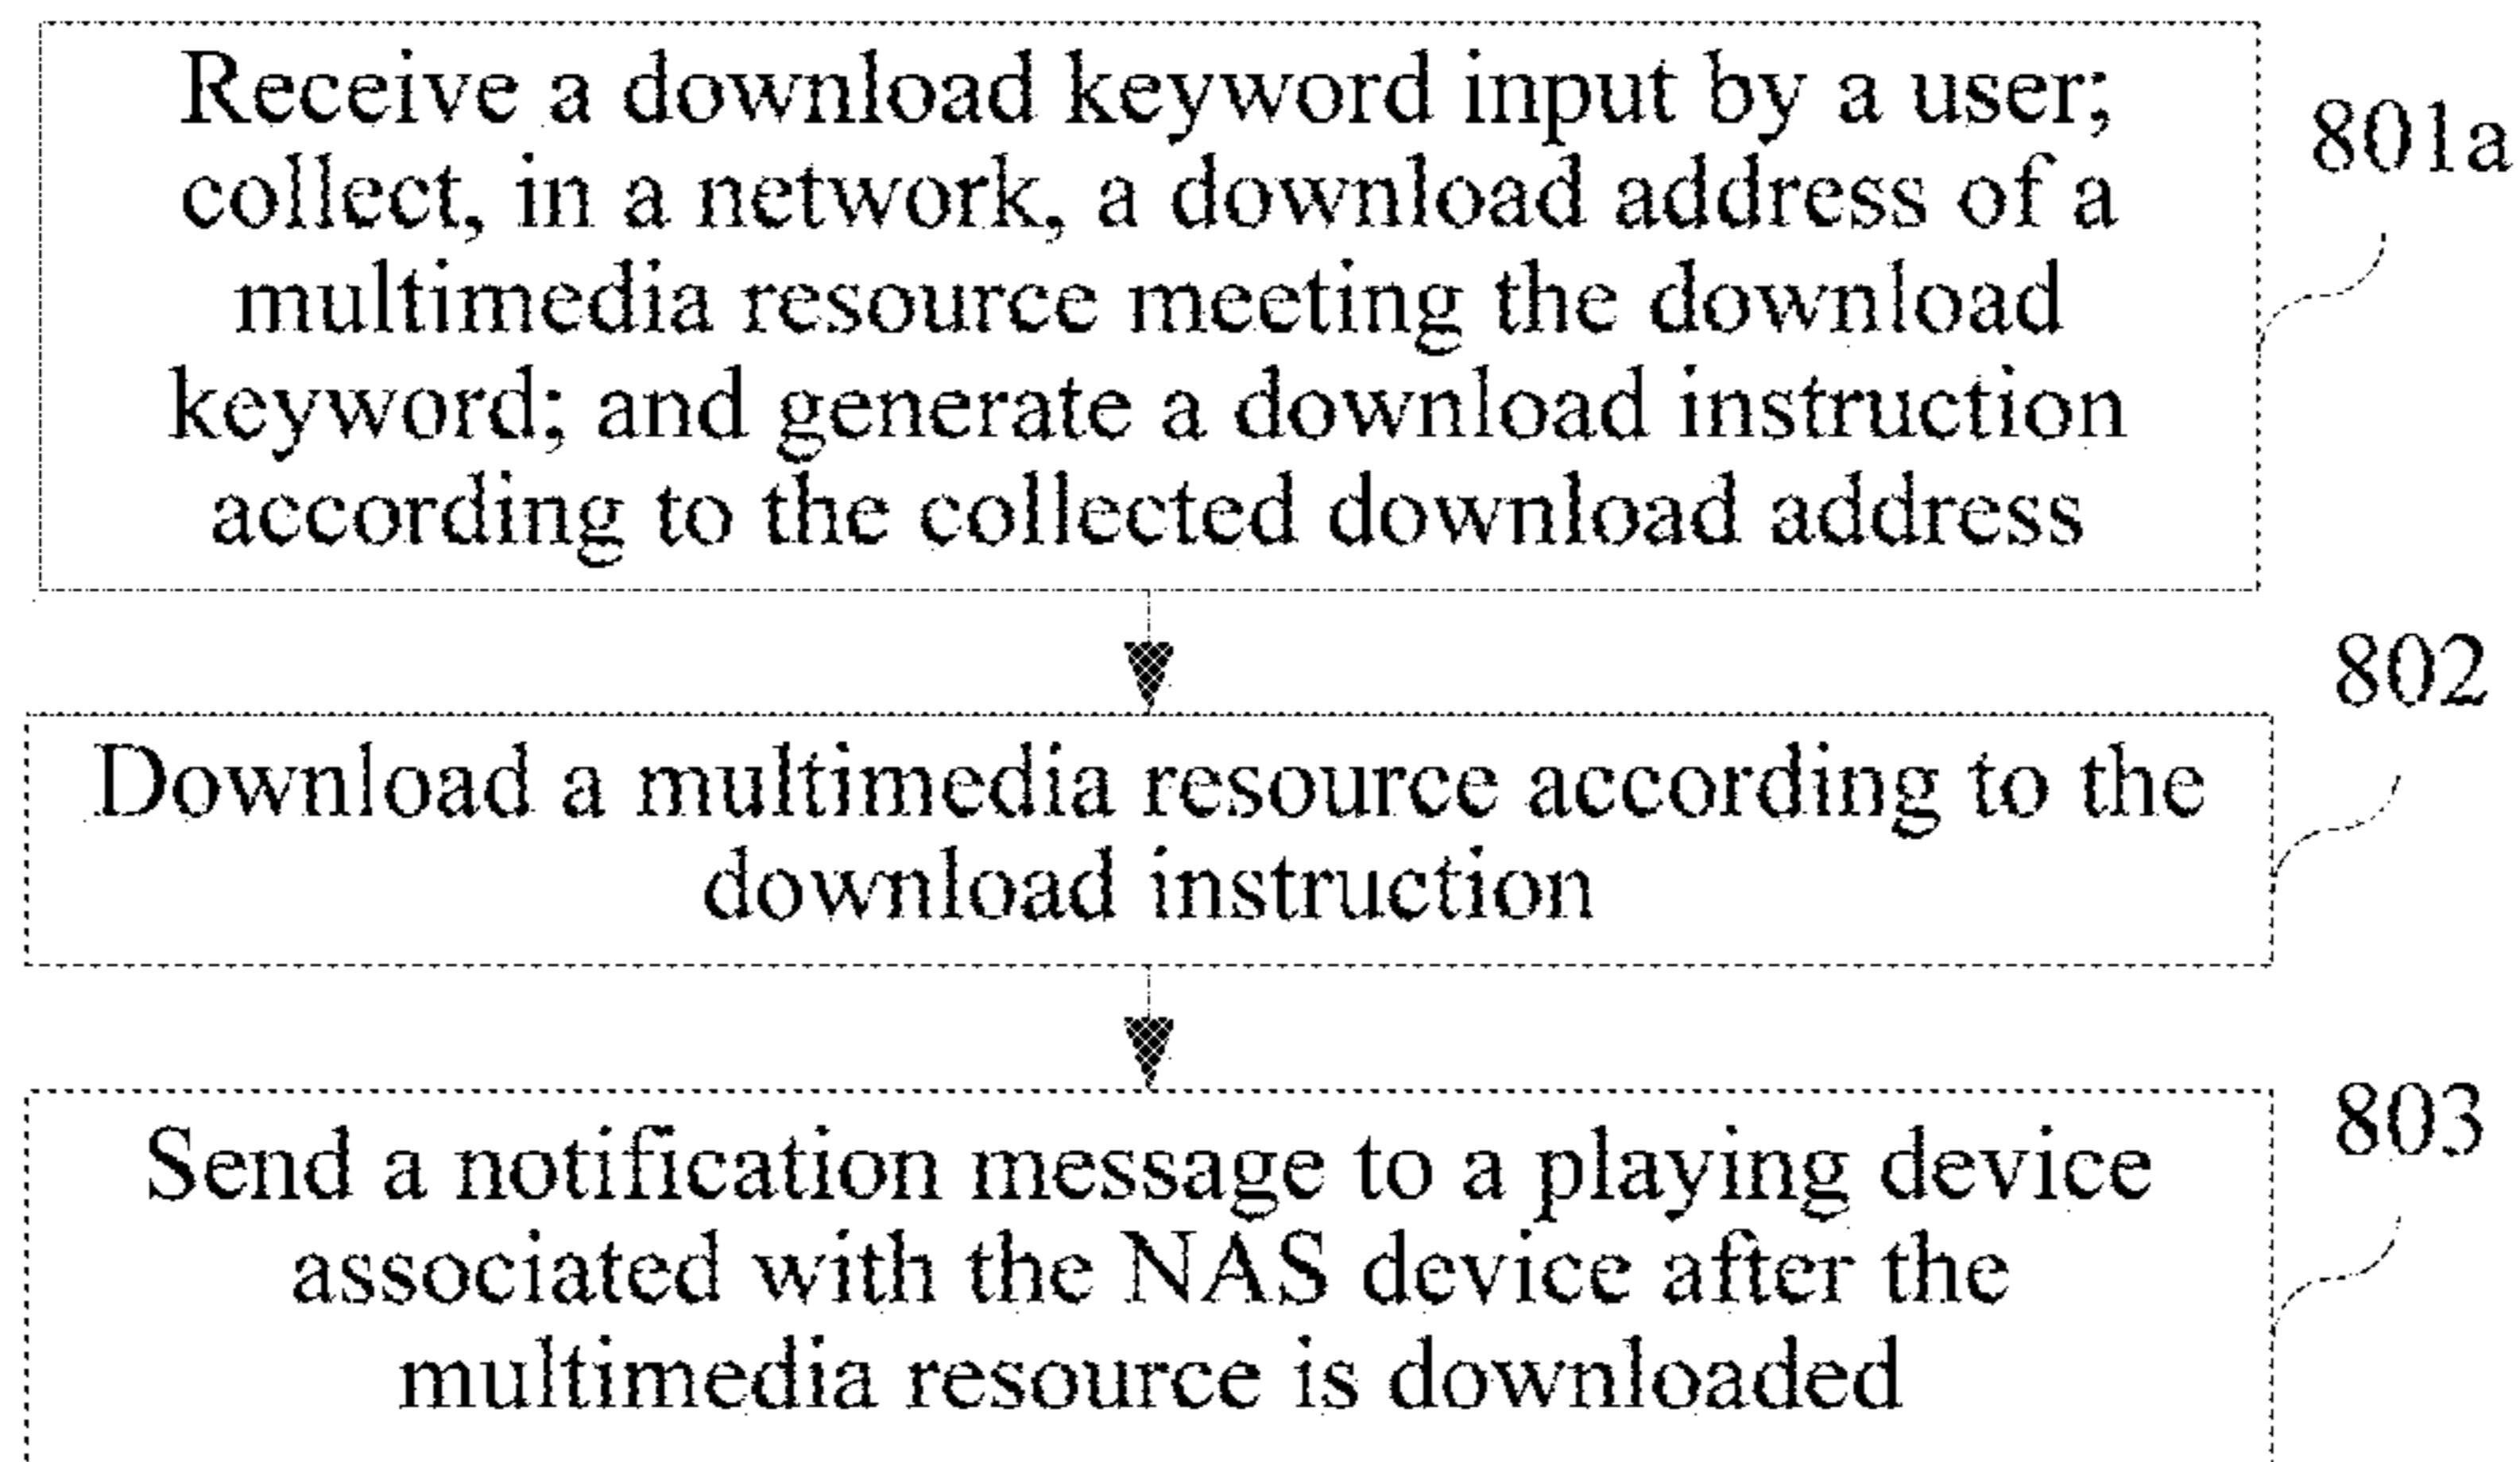 Receive a download keyword input by a user;
collect, in a network, a download address of a
multimedia resource meeting the download
keyword; and generate a download instruction
according to the collected download address
801a
802
Download a multimedia resource according to the
download instruction
803
Send a notification message to a playing device
associated with the NAS device after the
multimedia resource is downloaded